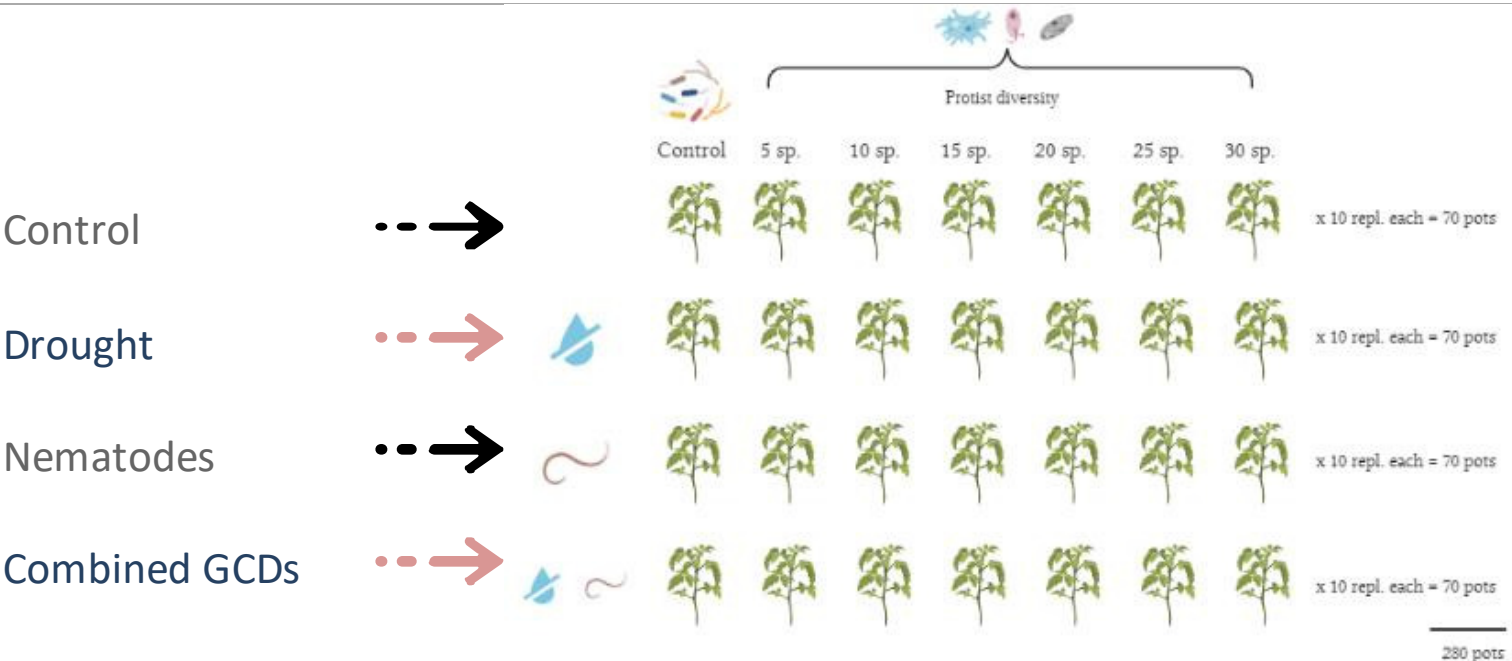 Protist diversity
Control 5 sp. 10 sp. 15 sp. 20 sp. 25 sp. 30 sp.
Control x 10 repl. each = 70 pots
Drought x 10 repl. each = 70 pots
Nematodes x 10 repl. each = 70 pots
Combined GCDs x 10 repl. each = 70 pots
280 pots